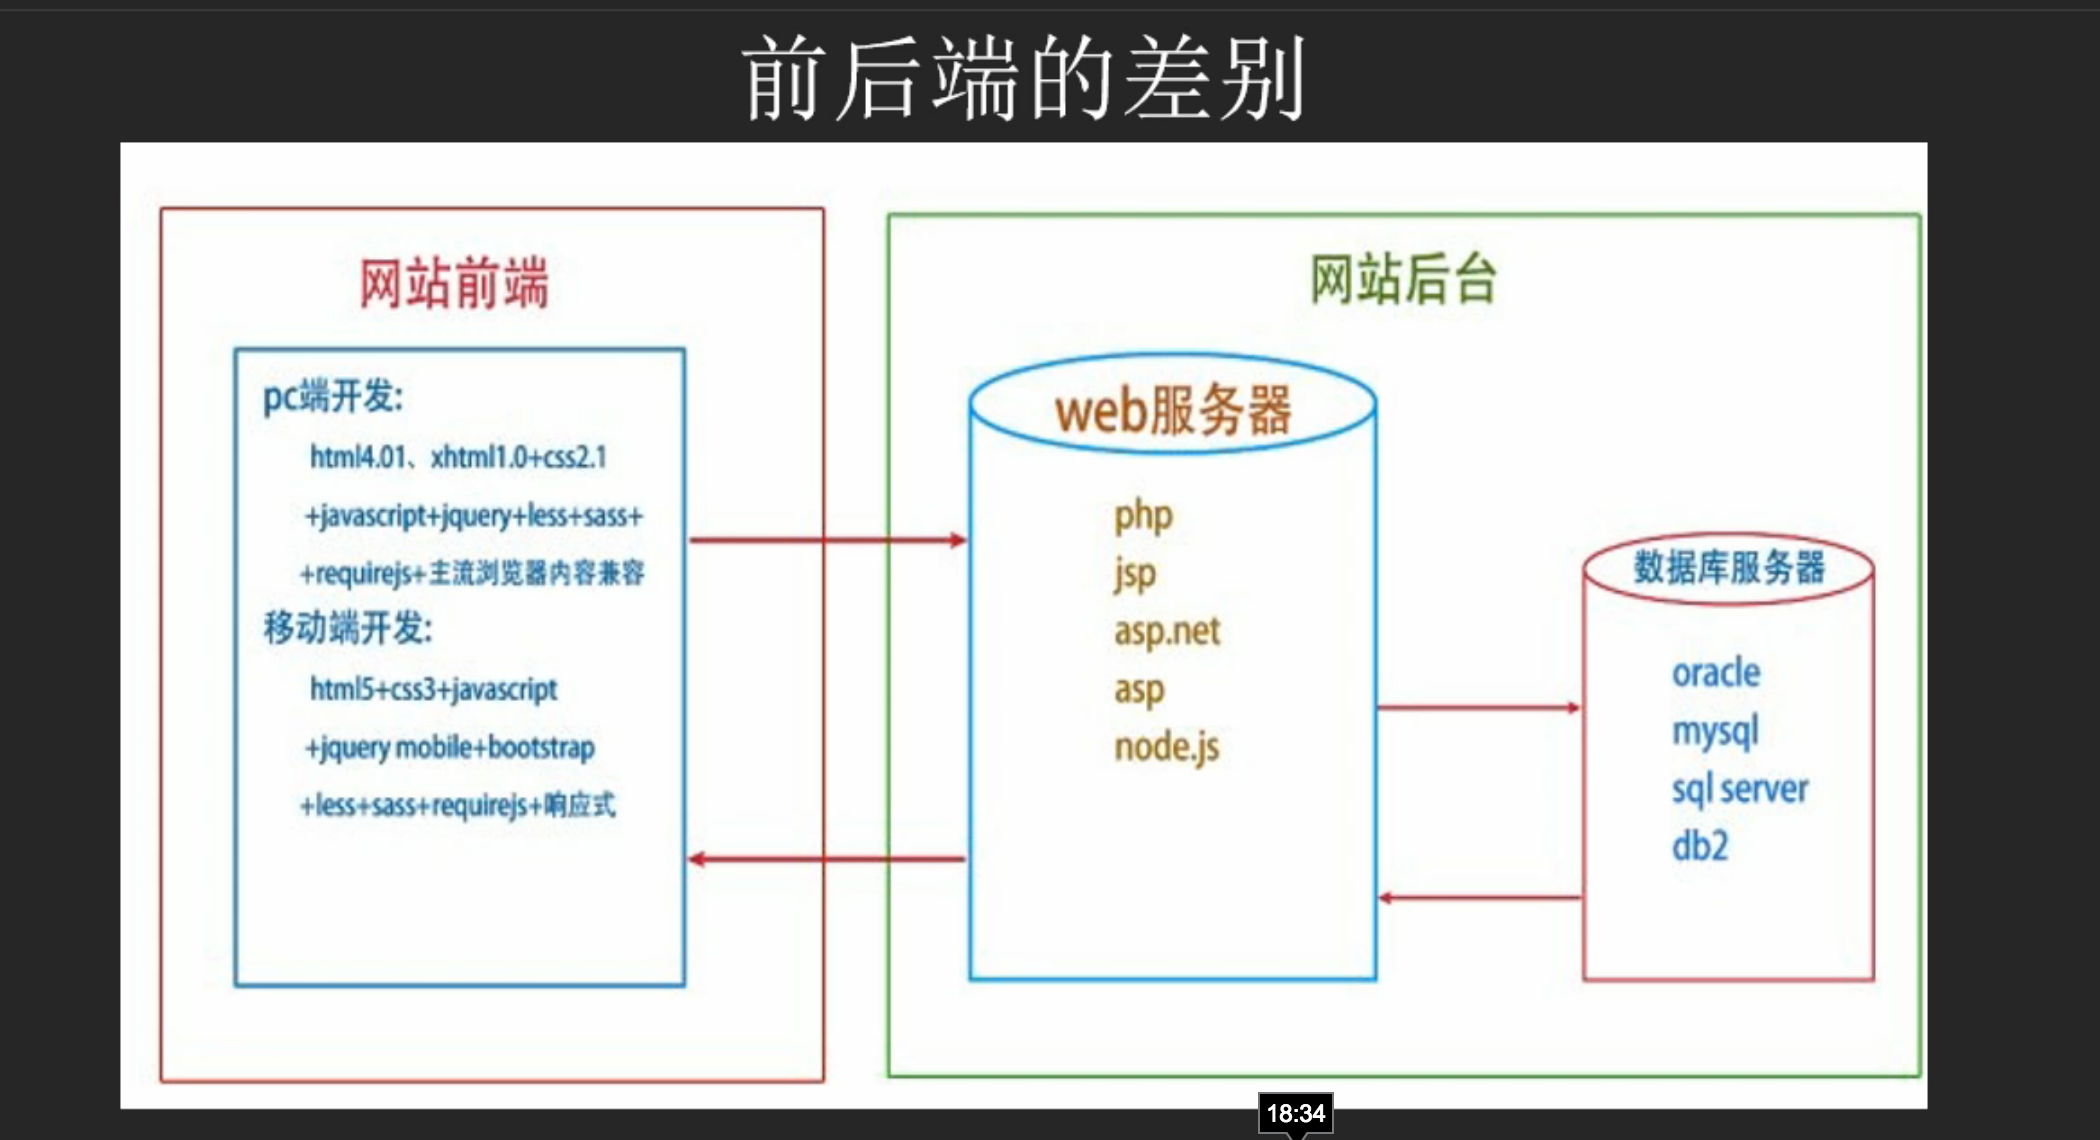 前后端的差别
网站前端
pc端开发:
html4.01、xhtml1.0+css2.1
+javascript+jquery+less+sass+
+requirejs+主流浏览器内容兼容
移动端开发:
html5+css3+javascript
+jquery mobile+bootstrap
+less+sass+requirejs+响应式
网站后台
web服务器
php
jsp
asp.net
asp
node.js
数据库服务器
oracle
mysql
sql server
db2
18:34